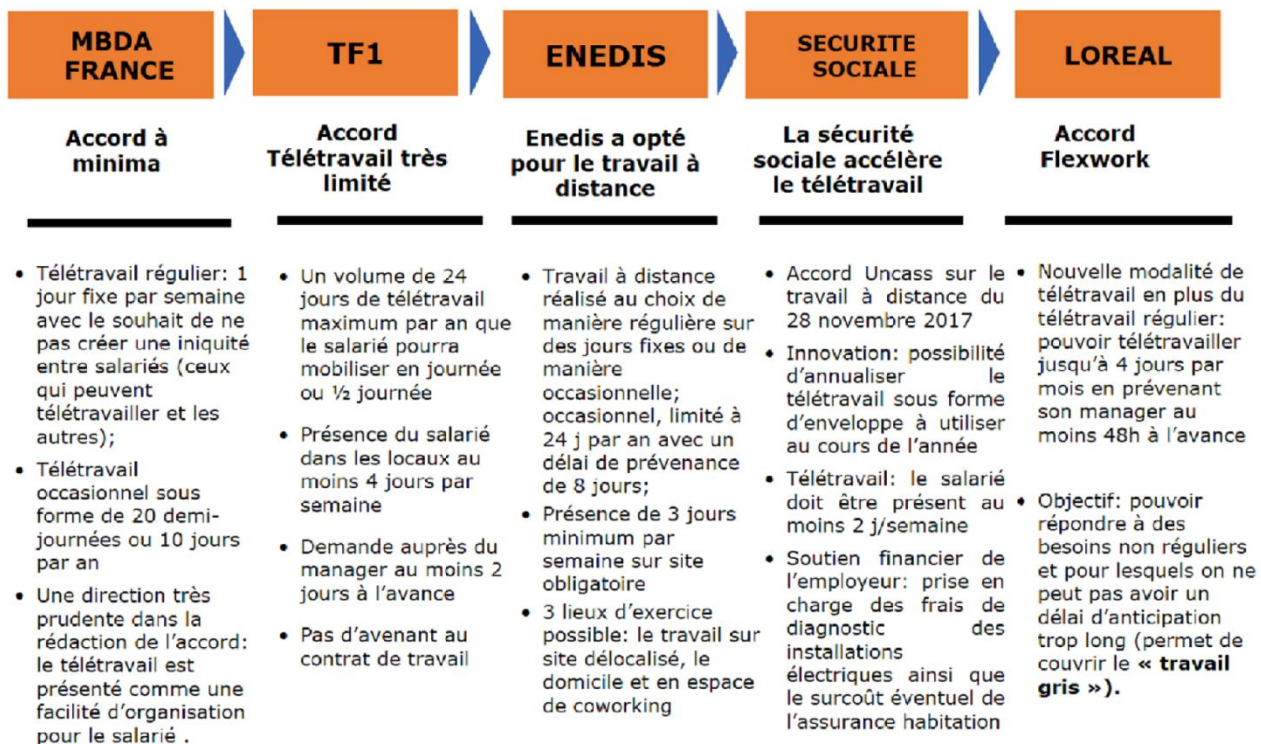 MBDA
FRANCE
TF1
ENEDIS
SECURITE
SOCIALE
LOREAL
Accord à
minima
Accord
Télétravail très
limité
Enedis a opté
pour le travail à
distance
La sécurité
sociale accélère
le télétravail
Accord
Flexwork
• Télétravail régulier: 1
jour fixe par semaine
avec le souhait de ne
pas créer une iniquité
entre salariés (ceux
qui peuvent
télétravailler et les
autres);
• Télétravail
occasionnel sous
forme de 20 demi-
journées ou 10 jours
par an
• Une direction très
prudente dans la
rédaction de l'accord:
le télétravail est
présenté comme une
facilité d'organisation
pour le salarié .
• Un volume de 24
jours de télétravail
maximum par an que
le salarié pourra
mobiliser en journée
ou ½ journée
• Présence du salarié
dans les locaux au
moins 4 jours par
semaine
• Demande auprès du
manager au moins 2
jours à l'avance
• Pas d'avenant au
contrat de travail
• Travail à distance
réalisé au choix de
manière régulière sur
des jours fixes ou de
manière
occasionnelle;
occasionnel, limité à
24 j par an avec un
délai de prévenance
de 8 jours;
• Présence de 3 jours
minimum par
semaine sur site
obligatoire
• 3 lieux d'exercice
possible: le travail sur
site délocalisé, le
domicile et en espace
de coworking
• Accord Uncass sur le
travail à distance du
28 novembre 2017
• Innovation: possibilité
d'annualiser le
télétravail sous forme
d'enveloppe à utiliser
au cours de l'année
• Télétravail: le salarié
doit être présent au
moins 2 j/semaine
• Soutien financier de
l'employeur: prise en
charge des frais de
diagnostic des
installations
électriques ainsi que
le surcoût éventuel de
l'assurance habitation
• Nouvelle modalité de
télétravail en plus du
télétravail régulier:
pouvoir télétravailler
jusqu'à 4 jours par
mois en prévenant
son manager au
moins 48h à l'avance
• Objectif: pouvoir
répondre à des
besoins non réguliers
et pour lesquels on ne
peut pas avoir un
délai d'anticipation
trop long (permet de
couvrir le « travail
gris »).